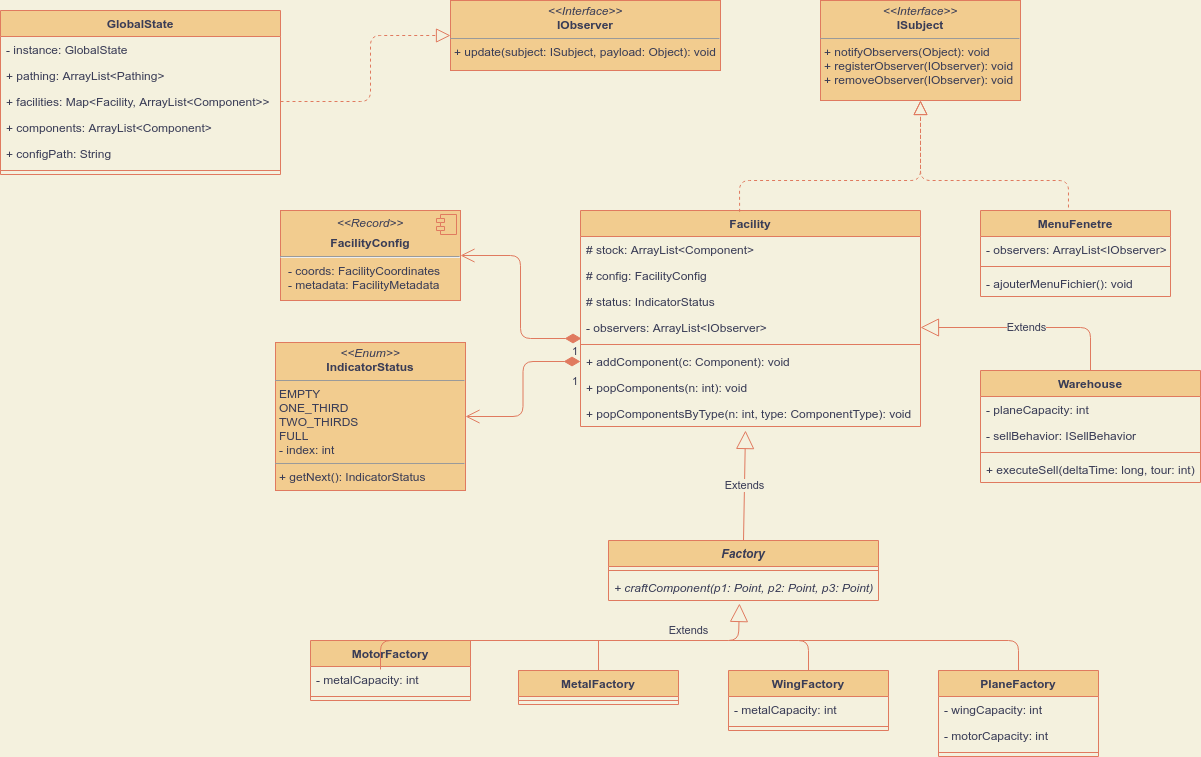 GlobalState
- instance: GlobalState
+ pathing: ArrayList<Pathing>
+ facilities: Map<Facility, ArrayList<Component>>
+ components: ArrayList<Component>
+ configPath: String
<<Interface>>
IObserver
+ update(subject: ISubject, payload: Object): void
<<Interface>>
ISubject
+ notifyObservers(Object): void
+ registerObserver(IObserver): void
+ removeObserver(IObserver): void
<<Record>>
FacilityConfig
- coords: FacilityCoordinates
- metadata: FacilityMetadata
Facility
# stock: ArrayList<Component>
# config: FacilityConfig
# status: IndicatorStatus
- observers: ArrayList<IObserver>
+ addComponent(c: Component): void
+ popComponents(n: int): void
+ popComponentsByType(n: int, type: ComponentType): void
MenuFenetre
- observers: ArrayList<IObserver>
- ajouterMenuFichier(): void
1
1
<<Enum>>
IndicatorStatus
EMPTY
ONE_THIRD
TWO_THIRDS
FULL
- index: int
+ getNext(): IndicatorStatus
Extends
Warehouse
- planeCapacity: int
- sellBehavior: ISellBehavior
+ executeSell(deltaTime: long, tour: int)
Extends
Factory
+ craftComponent(p1: Point, p2: Point, p3: Point)
Extends
MotorFactory
- metalCapacity: int
MetalFactory
WingFactory
- metalCapacity: int
PlaneFactory
- wingCapacity: int
- motorCapacity: int